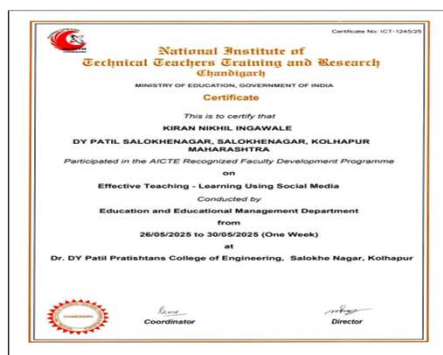 Certificate No: ICT-1245/25
National Institute of
Technical Teachers Training and Research
Chandigarh
MINISTRY OF EDUCATION, GOVERNMENT OF INDIA
Certificate
This is to certify that
KIRAN NIKHIL INGAWALE
DY PATIL SALOKHENAGAR, SALOKHENAGAR, KOLHAPUR
MAHARASHTRA
Participated in the AICTE Recognized Faculty Development Programme
on
Effective Teaching - Learning Using Social Media
Conducted by
Education and Educational Management Department
from
26/05/2025 to 30/05/2025 (One Week)
at
Dr. DY Patil Pratishtans College of Engineering, Salokhe Nagar, Kolhapur
Coordinator
Director